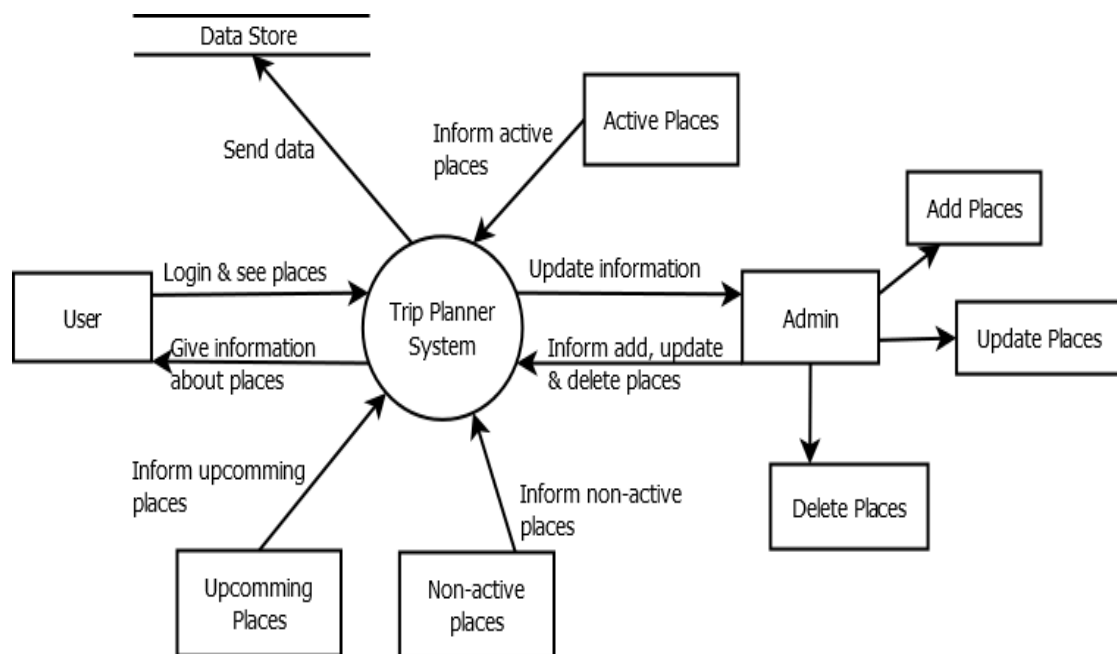 Data Store
Active Places
Inform active
places
Send data
Add Places
Login & see places
Update information
User
Trip Planner
System
Admin
Update Places
Give information
about places
Inform add, update
& delete places
Inform upcomming
places
Inform non-active
places
Delete Places
Upcomming
Places
Non-active
places